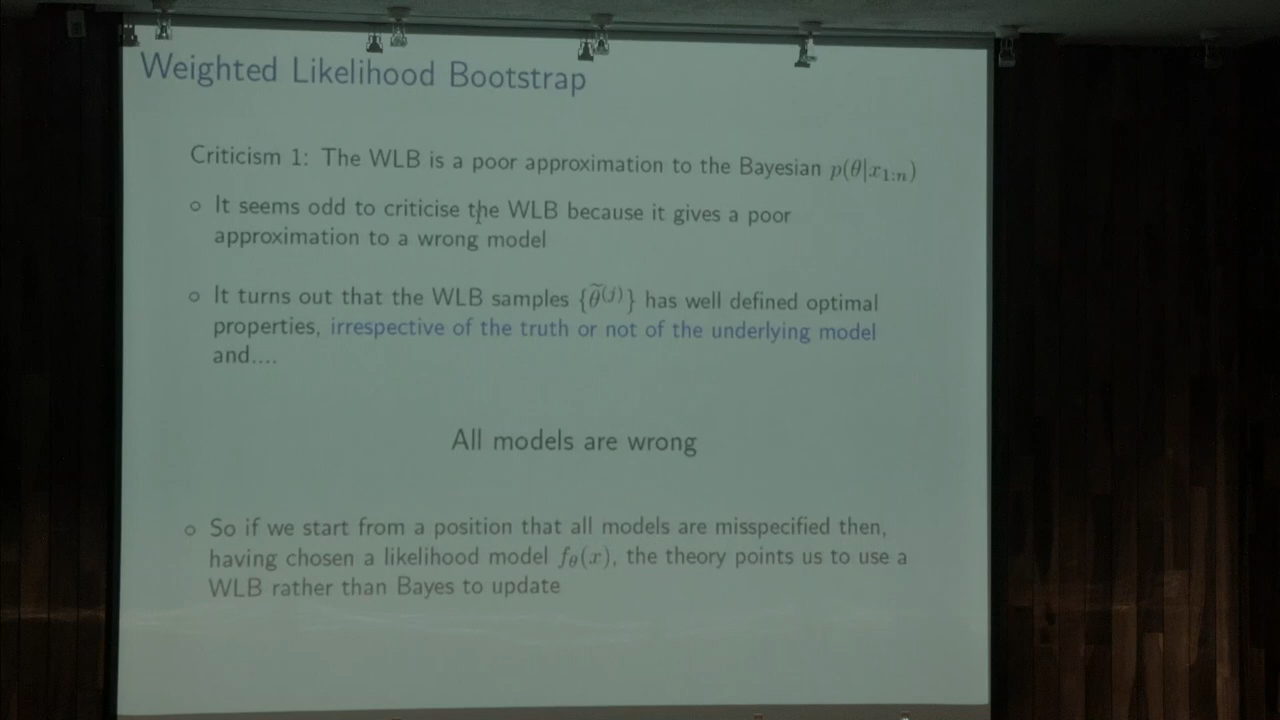 Weighted Likelihood Bootstrap
Criticism 1: The WLB is a poor approximation to the Bayesian p(θ|x₁:ₙ)
∘ It seems odd to criticise the WLB because it gives a poor
approximation to a wrong model
∘ It turns out that the WLB samples {θ̃⁽ʲ⁾} has well defined optimal
properties, irrespective of the truth or not of the underlying model
and....
All models are wrong
∘ So if we start from a position that all models are misspecified then,
having chosen a likelihood model f_θ(x), the theory points us to use a
WLB rather than Bayes to update